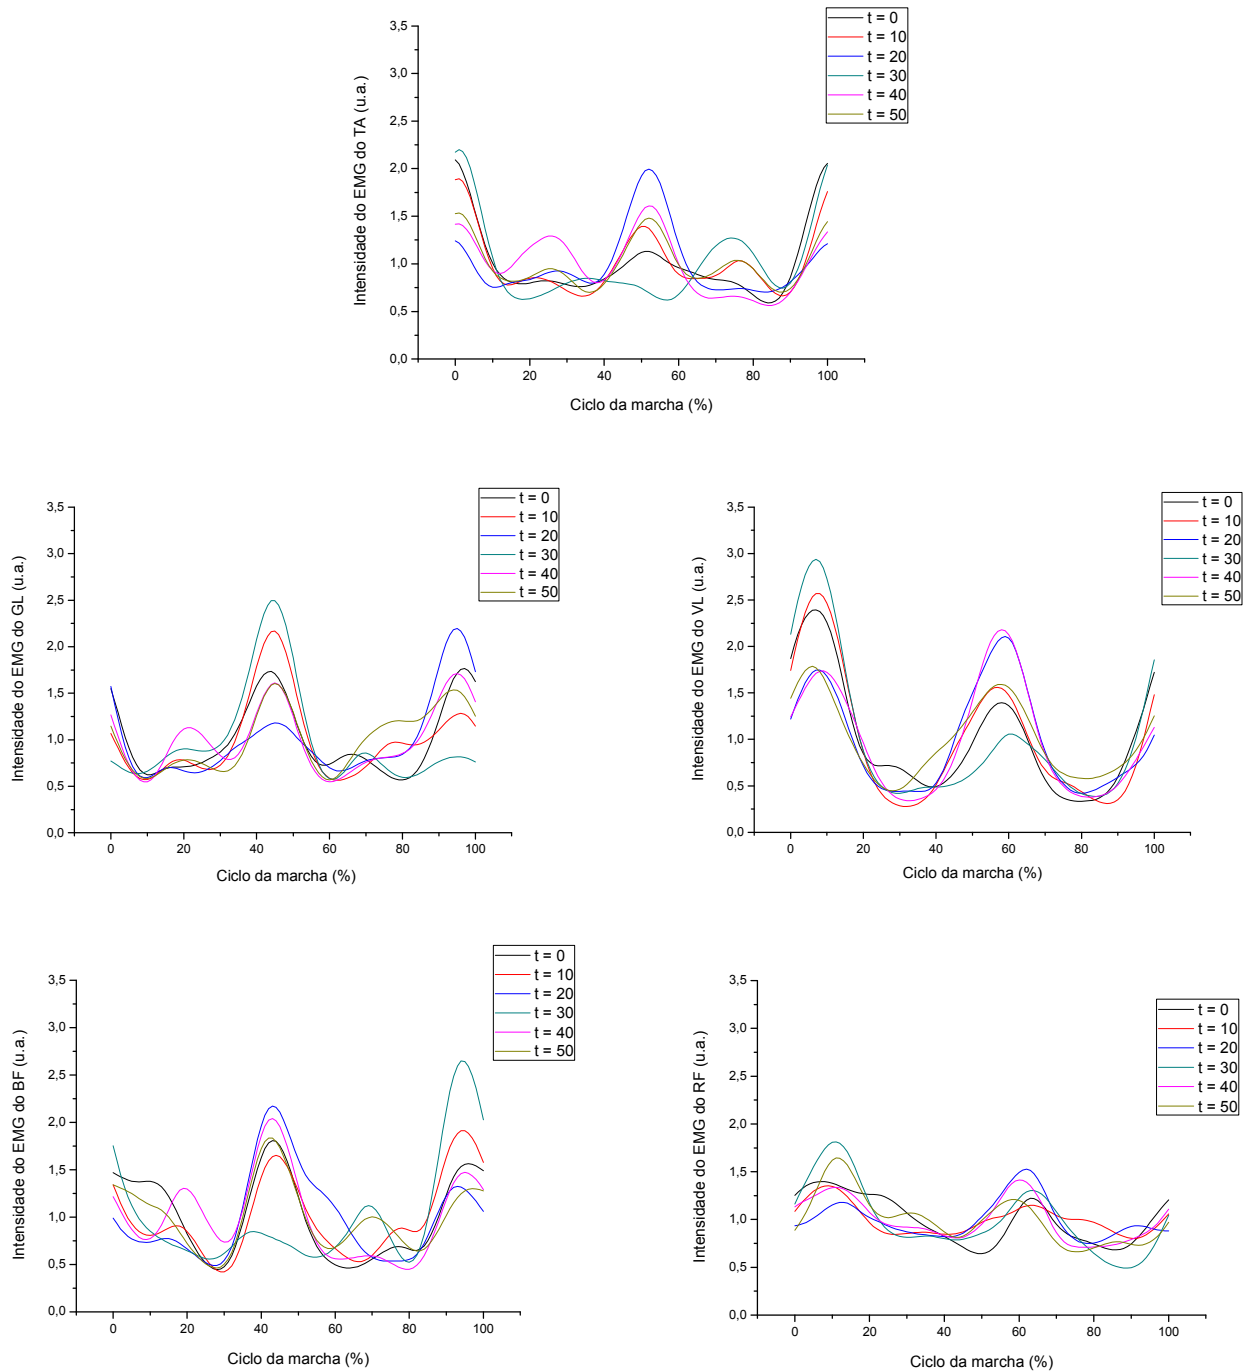 3,5
3,0
2,5
2,0
1,5
1,0
0,5
0,0
Intensidade do EMG do TA (u.a.)
0
20
40
60
80
100
Ciclo da marcha (%)
t = 0
t = 10
t = 20
t = 30
t = 40
t = 50
3,5
3,0
2,5
2,0
1,5
1,0
0,5
0,0
Intensidade do EMG do GL (u.a.)
0
20
40
60
80
100
Ciclo da marcha (%)
t = 0
t = 10
t = 20
t = 30
t = 40
t = 50
3,5
3,0
2,5
2,0
1,5
1,0
0,5
0,0
Intensidade do EMG do VL (u.a.)
0
20
40
60
80
100
Ciclo da marcha (%)
t = 0
t = 10
t = 20
t = 30
t = 40
t = 50
3,5
3,0
2,5
2,0
1,5
1,0
0,5
0,0
Intensidade do EMG do BF (u.a.)
0
20
40
60
80
100
Ciclo da marcha (%)
t = 0
t = 10
t = 20
t = 30
t = 40
t = 50
3,5
3,0
2,5
2,0
1,5
1,0
0,5
0,0
Intensidade do EMG do RF (u.a.)
0
20
40
60
80
100
Ciclo da marcha (%)
t = 0
t = 10
t = 20
t = 30
t = 40
t = 50